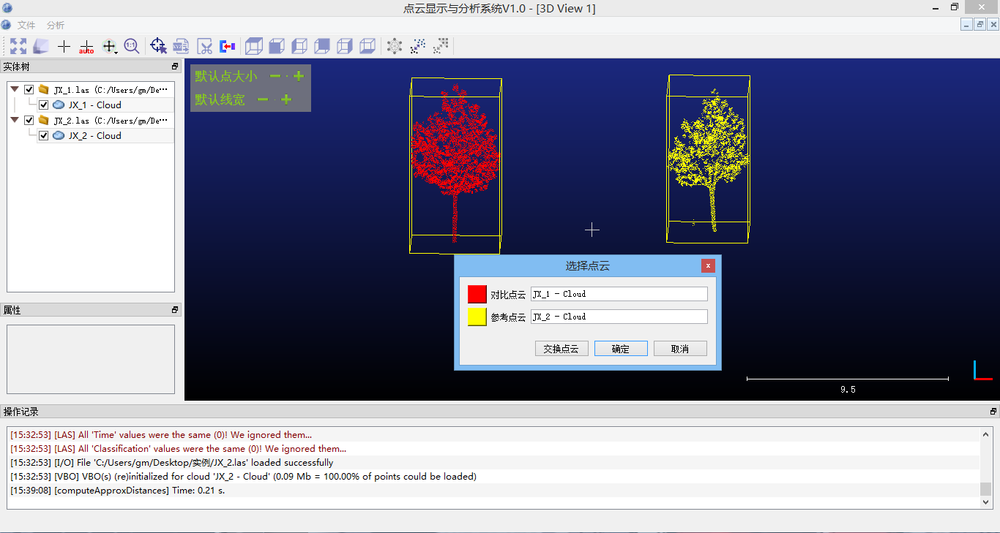 点云显示与分析系统V1.0 - [3D View 1]
文件 分析
1:1
auto
XYZ
实体树
JX_1.las (C:/Users/gm/De···
JX_1 - Cloud
JX_2.las (C:/Users/gm/De···
JX_2 - Cloud
属性
默认点大小
默认线宽
选择点云
对比点云 JX_1 - Cloud
参考点云 JX_2 - Cloud
交换点云 确定 取消
9.5
操作记录
[15:32:53] [LAS] All 'Time' values were the same (0)! We ignored them...
[15:32:53] [LAS] All 'Classification' values were the same (0)! We ignored them...
[15:32:53] [I/O] File 'C:/Users/gm/Desktop/实例/JX_2.las' loaded successfully
[15:32:53] [VBO] VBO(s) (re)initialized for cloud 'JX_2 - Cloud' (0.09 Mb = 100.00% of points could be loaded)
[15:39:08] [computeApproxDistances] Time: 0.21 s.